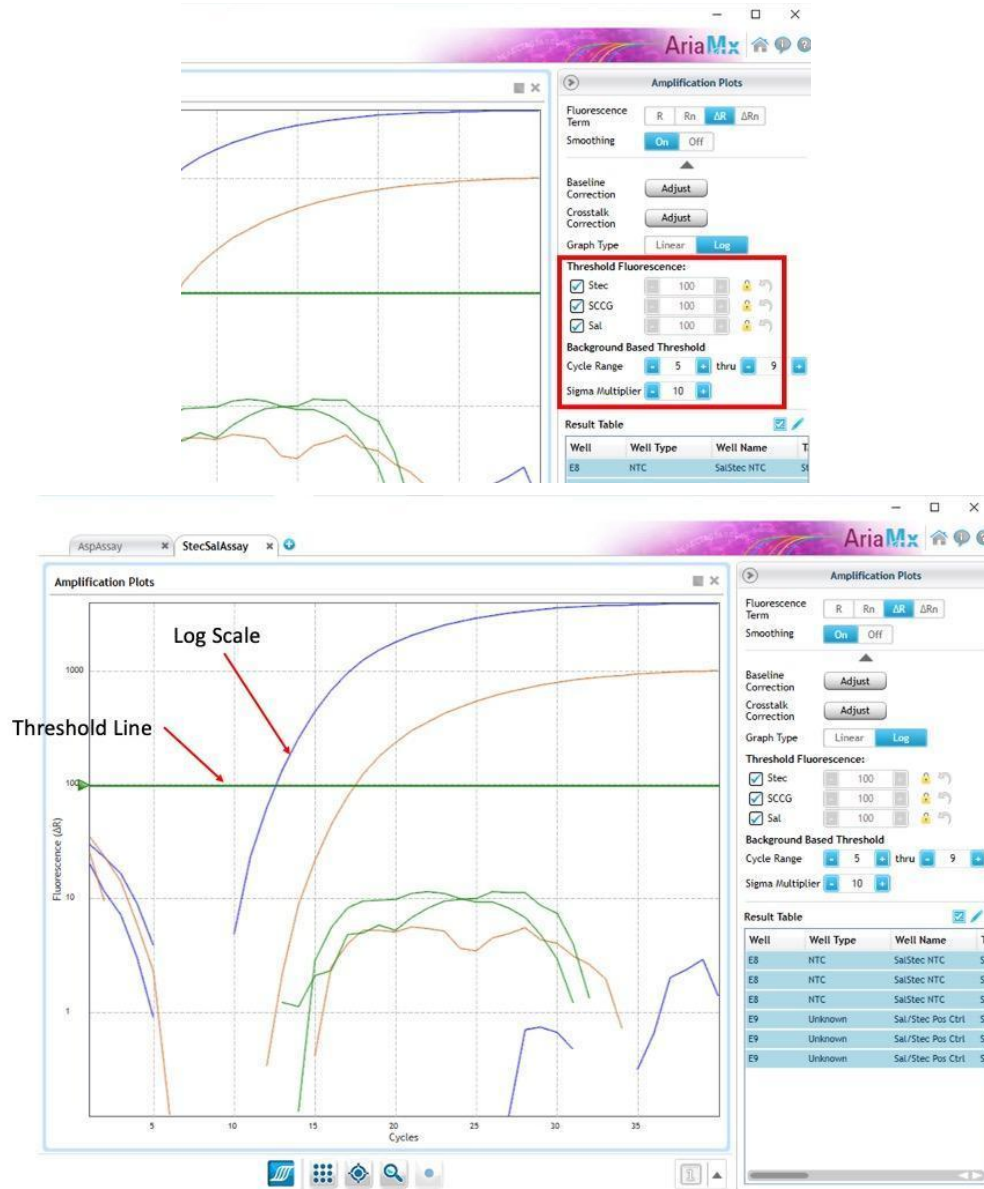 AriaMx
Amplification Plots
Fluorescence Term R Rn ΔR ΔRn
Smoothing On Off
Baseline Correction Adjust
Crosstalk Correction Adjust
Graph Type Linear Log
Threshold Fluorescence:
Stec 100
SCCG 100
Sal 100
Background Based Threshold
Cycle Range 5 thru 9
Sigma Multiplier 10
Result Table
Well Well Type Well Name
E8 NTC SalStec NTC
AspAssay StecSalAssay
AriaMx
Amplification Plots
Log Scale
Threshold Line
1000
100
10
1
Fluorescence (ΔR)
5 10 15 20 25 30 35
Cycles
Amplification Plots
Fluorescence Term R Rn ΔR ΔRn
Smoothing On Off
Baseline Correction Adjust
Crosstalk Correction Adjust
Graph Type Linear Log
Threshold Fluorescence:
Stec 100
SCCG 100
Sal 100
Background Based Threshold
Cycle Range 5 thru 9
Sigma Multiplier 10
Result Table
Well Well Type Well Name
E8 NTC SalStec NTC
E8 NTC SalStec NTC
E8 NTC SalStec NTC
E9 Unknown Sal/Stec Pos Ctrl
E9 Unknown Sal/Stec Pos Ctrl
E9 Unknown Sal/Stec Pos Ctrl